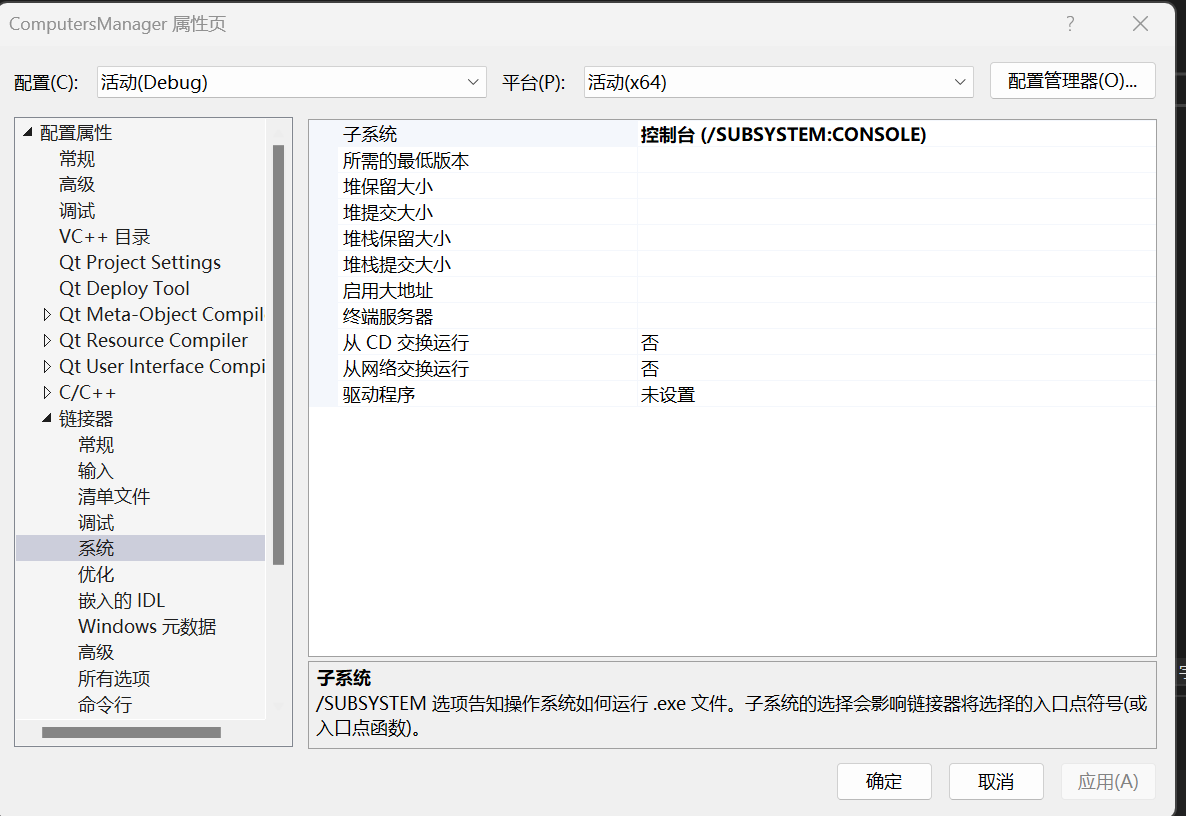 ComputersManager 属性页
?
配置(C):
活动(Debug)
平台(P):
活动(x64)
配置管理器(O)...
配置属性
常规
高级
调试
VC++ 目录
Qt Project Settings
Qt Deploy Tool
Qt Meta-Object Compil
Qt Resource Compiler
Qt User Interface Compi
C/C++
链接器
常规
输入
清单文件
调试
系统
优化
嵌入的 IDL
Windows 元数据
高级
所有选项
命令行
子系统 控制台 (/SUBSYSTEM:CONSOLE)
所需的最低版本
堆保留大小
堆提交大小
堆栈保留大小
堆栈提交大小
启用大地址
终端服务器
从 CD 交换运行 否
从网络交换运行 否
驱动程序 未设置
子系统
/SUBSYSTEM 选项告知操作系统如何运行 .exe 文件。子系统的选择会影响链接器将选择的入口点符号(或
入口点函数)。
确定
取消
应用(A)